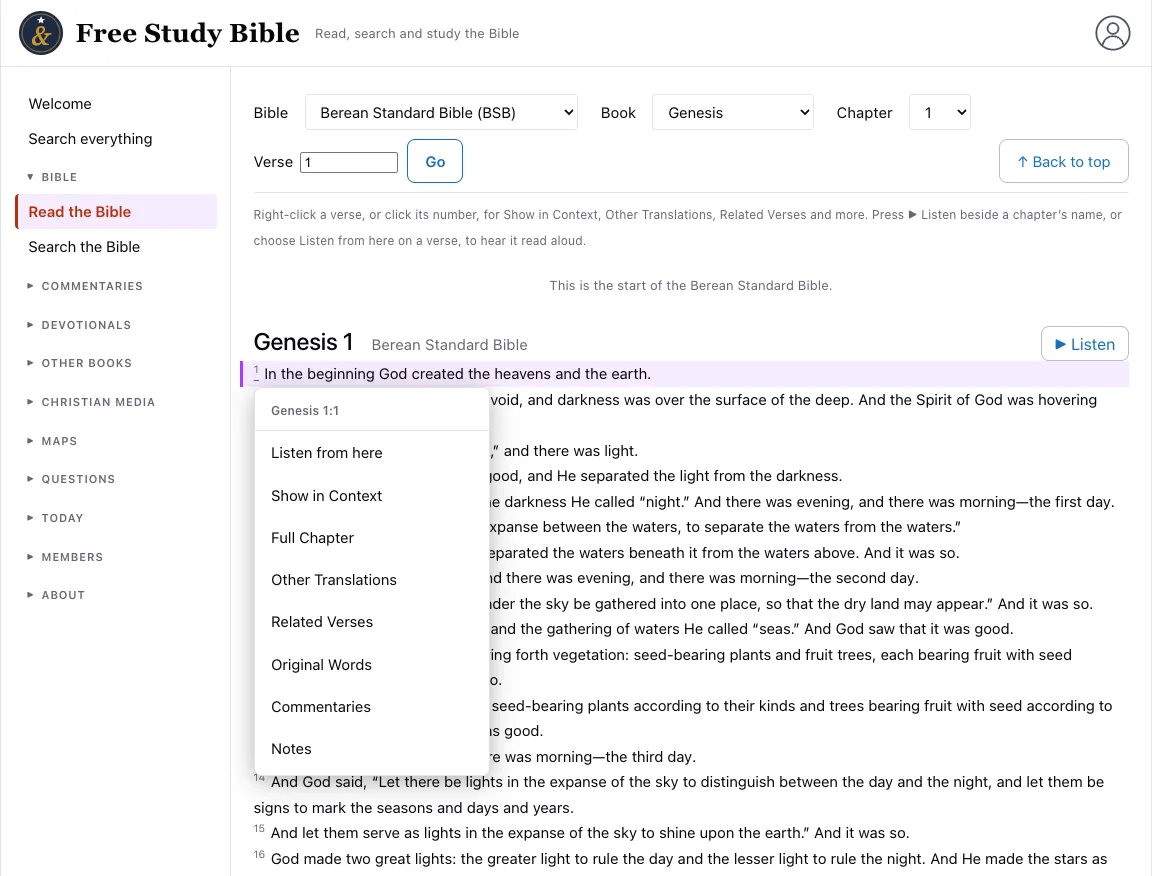 &
Free Study Bible
Read, search and study the Bible
Welcome
Search everything
▾ BIBLE
Read the Bible
Search the Bible
▸ COMMENTARIES
▸ DEVOTIONALS
▸ OTHER BOOKS
▸ CHRISTIAN MEDIA
▸ MAPS
▸ QUESTIONS
▸ TODAY
▸ MEMBERS
▸ ABOUT
Bible Berean Standard Bible (BSB) Book Genesis Chapter 1
Verse 1 Go ↑ Back to top
Right-click a verse, or click its number, for Show in Context, Other Translations, Related Verses and more. Press ▶ Listen beside a chapter’s name, or
choose Listen from here on a verse, to hear it read aloud.
This is the start of the Berean Standard Bible.
Genesis 1 Berean Standard Bible ▶ Listen
1 In the beginning God created the heavens and the earth.
Genesis 1:1
Listen from here
Show in Context
Full Chapter
Other Translations
Related Verses
Original Words
Commentaries
Notes
void, and darkness was over the surface of the deep. And the Spirit of God was hovering
,” and there was light.
good, and He separated the light from the darkness.
darkness He called “night.” And there was evening, and there was morning—the first day.
between the waters, to separate the waters from the waters.”
the waters beneath it from the waters above. And it was so.
there was evening, and there was morning—the second day.
the sky be gathered into one place, so that the dry land may appear.” And it was so.
and the gathering of waters He called “seas.” And God saw that it was good.
forth vegetation: seed-bearing plants and fruit trees, each bearing fruit with seed
o.
seed-bearing plants according to their kinds and trees bearing fruit with seed according to
good.
was morning—the third day.
14 And God said, “Let there be lights in the expanse of the sky to distinguish between the day and the night, and let them be
signs to mark the seasons and days and years.
15 And let them serve as lights in the expanse of the sky to shine upon the earth.” And it was so.
16 God made two great lights: the greater light to rule the day and the lesser light to rule the night. And He made the stars as